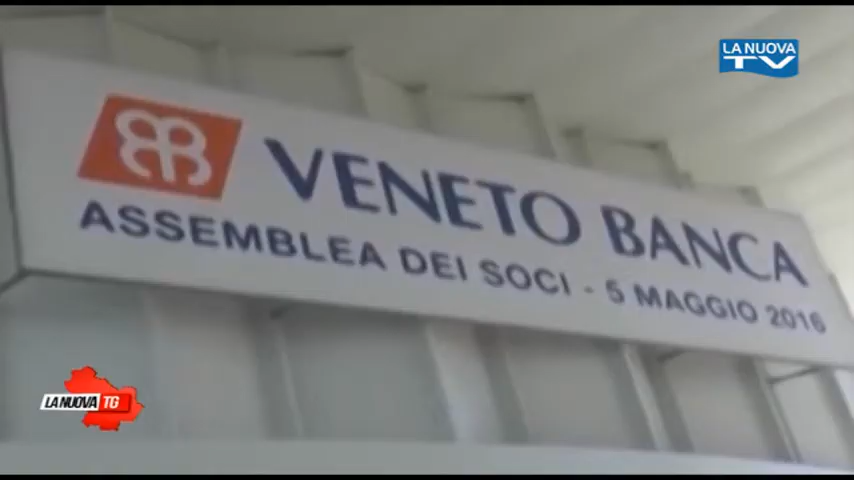 LA NUOVA
TV
VENETO BANCA
ASSEMBLEA DEI SOCI - 5 MAGGIO 2016
LA NUOVA TG